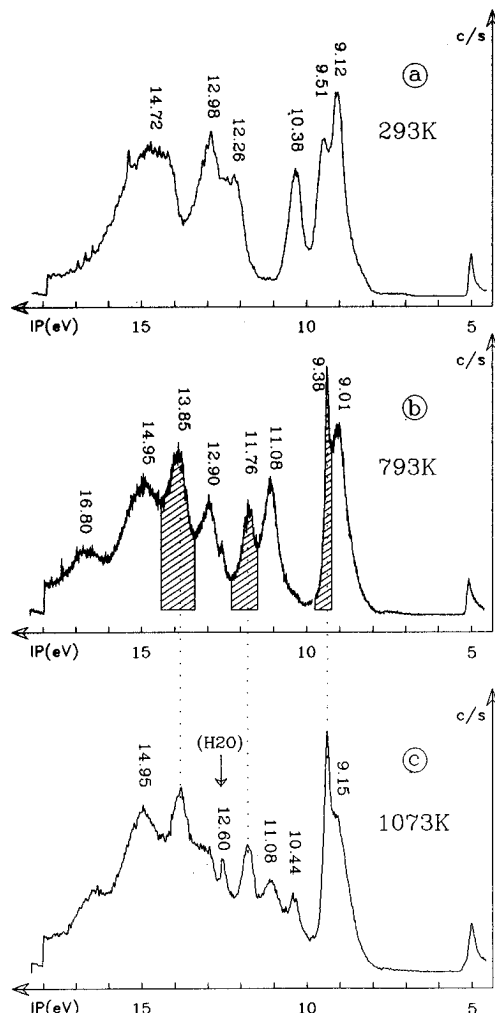 c/s
ⓐ
293K
14.72
12.98
12.26
10.38
9.51
9.12
IP(eV) 15 10 5
c/s
ⓑ
793K
16.80
14.95
13.85
12.90
11.76
11.08
9.38
9.01
IP(eV) 15 10 5
c/s
ⓒ
1073K
(H2O)
14.95
12.60
11.08
10.44
9.15
IP(eV) 15 10 5